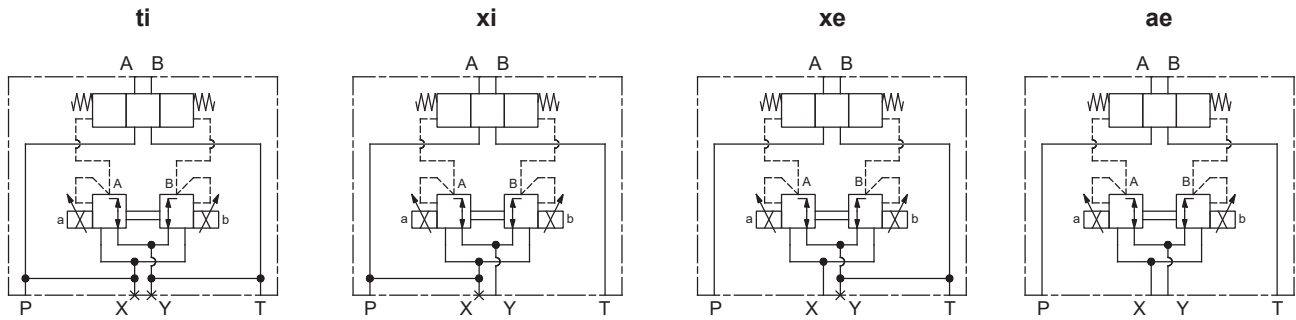 ti xi xe ae
A B A B A B A B
A B A B A B A B
a b a b a b a b
P X Y T P X Y T P X Y T P X Y T